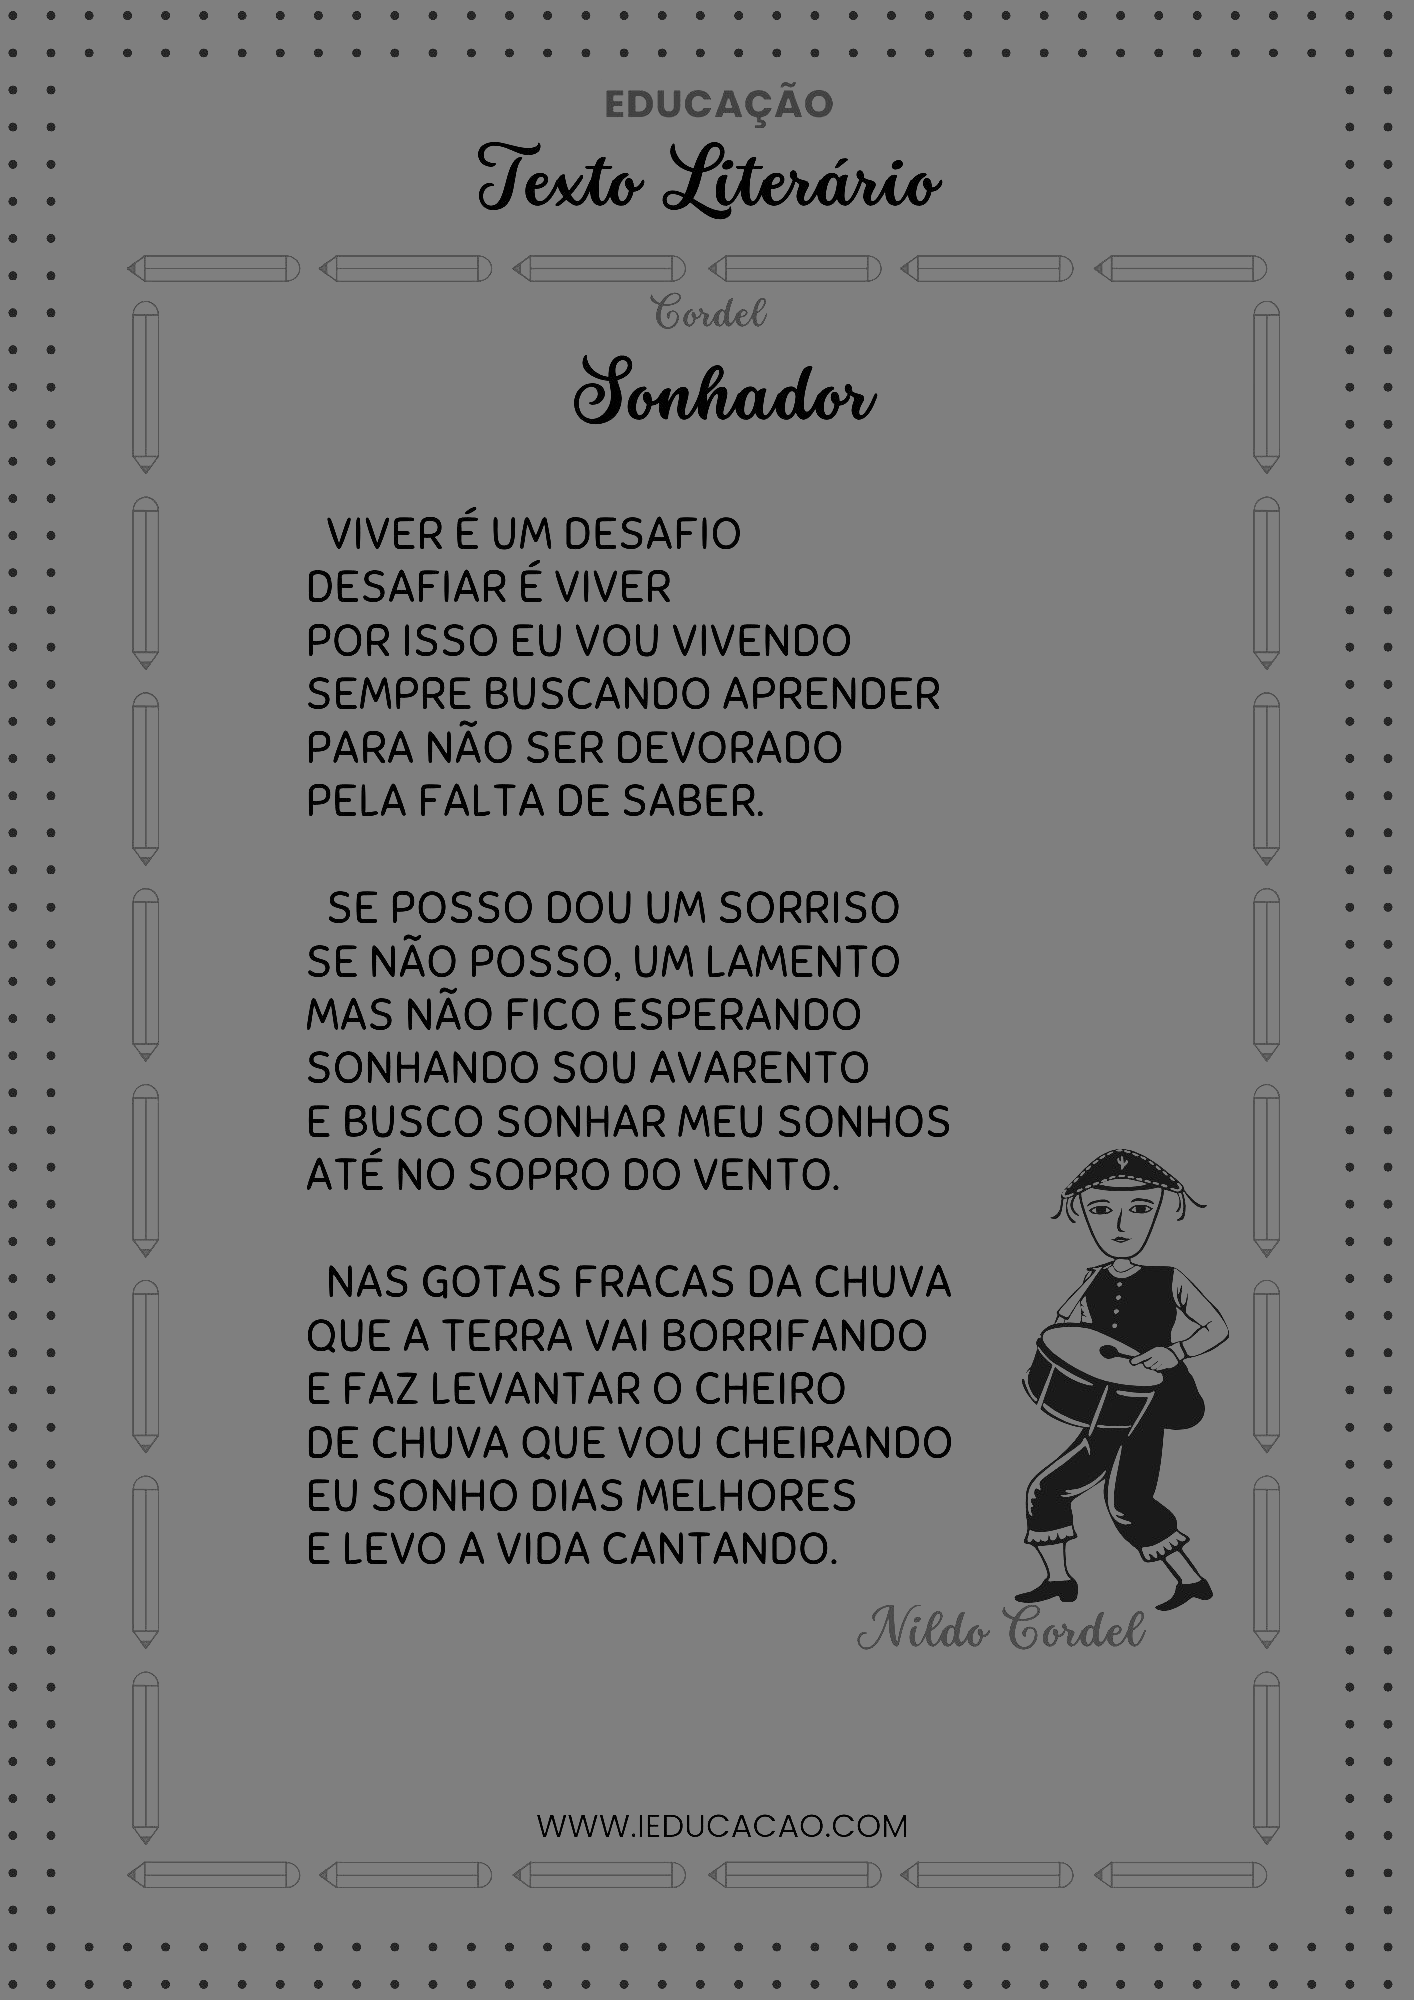 EDUCAÇÃO
Texto Literário
Cordel
Sonhador
VIVER É UM DESAFIO
DESAFIAR É VIVER
POR ISSO EU VOU VIVENDO
SEMPRE BUSCANDO APRENDER
PARA NÃO SER DEVORADO
PELA FALTA DE SABER.
SE POSSO DOU UM SORRISO
SE NÃO POSSO, UM LAMENTO
MAS NÃO FICO ESPERANDO
SONHANDO SOU AVARENTO
E BUSCO SONHAR MEU SONHOS
ATÉ NO SOPRO DO VENTO.
NAS GOTAS FRACAS DA CHUVA
QUE A TERRA VAI BORRIFANDO
E FAZ LEVANTAR O CHEIRO
DE CHUVA QUE VOU CHEIRANDO
EU SONHO DIAS MELHORES
E LEVO A VIDA CANTANDO.
Nildo Cordel
WWW.IEDUCACAO.COM